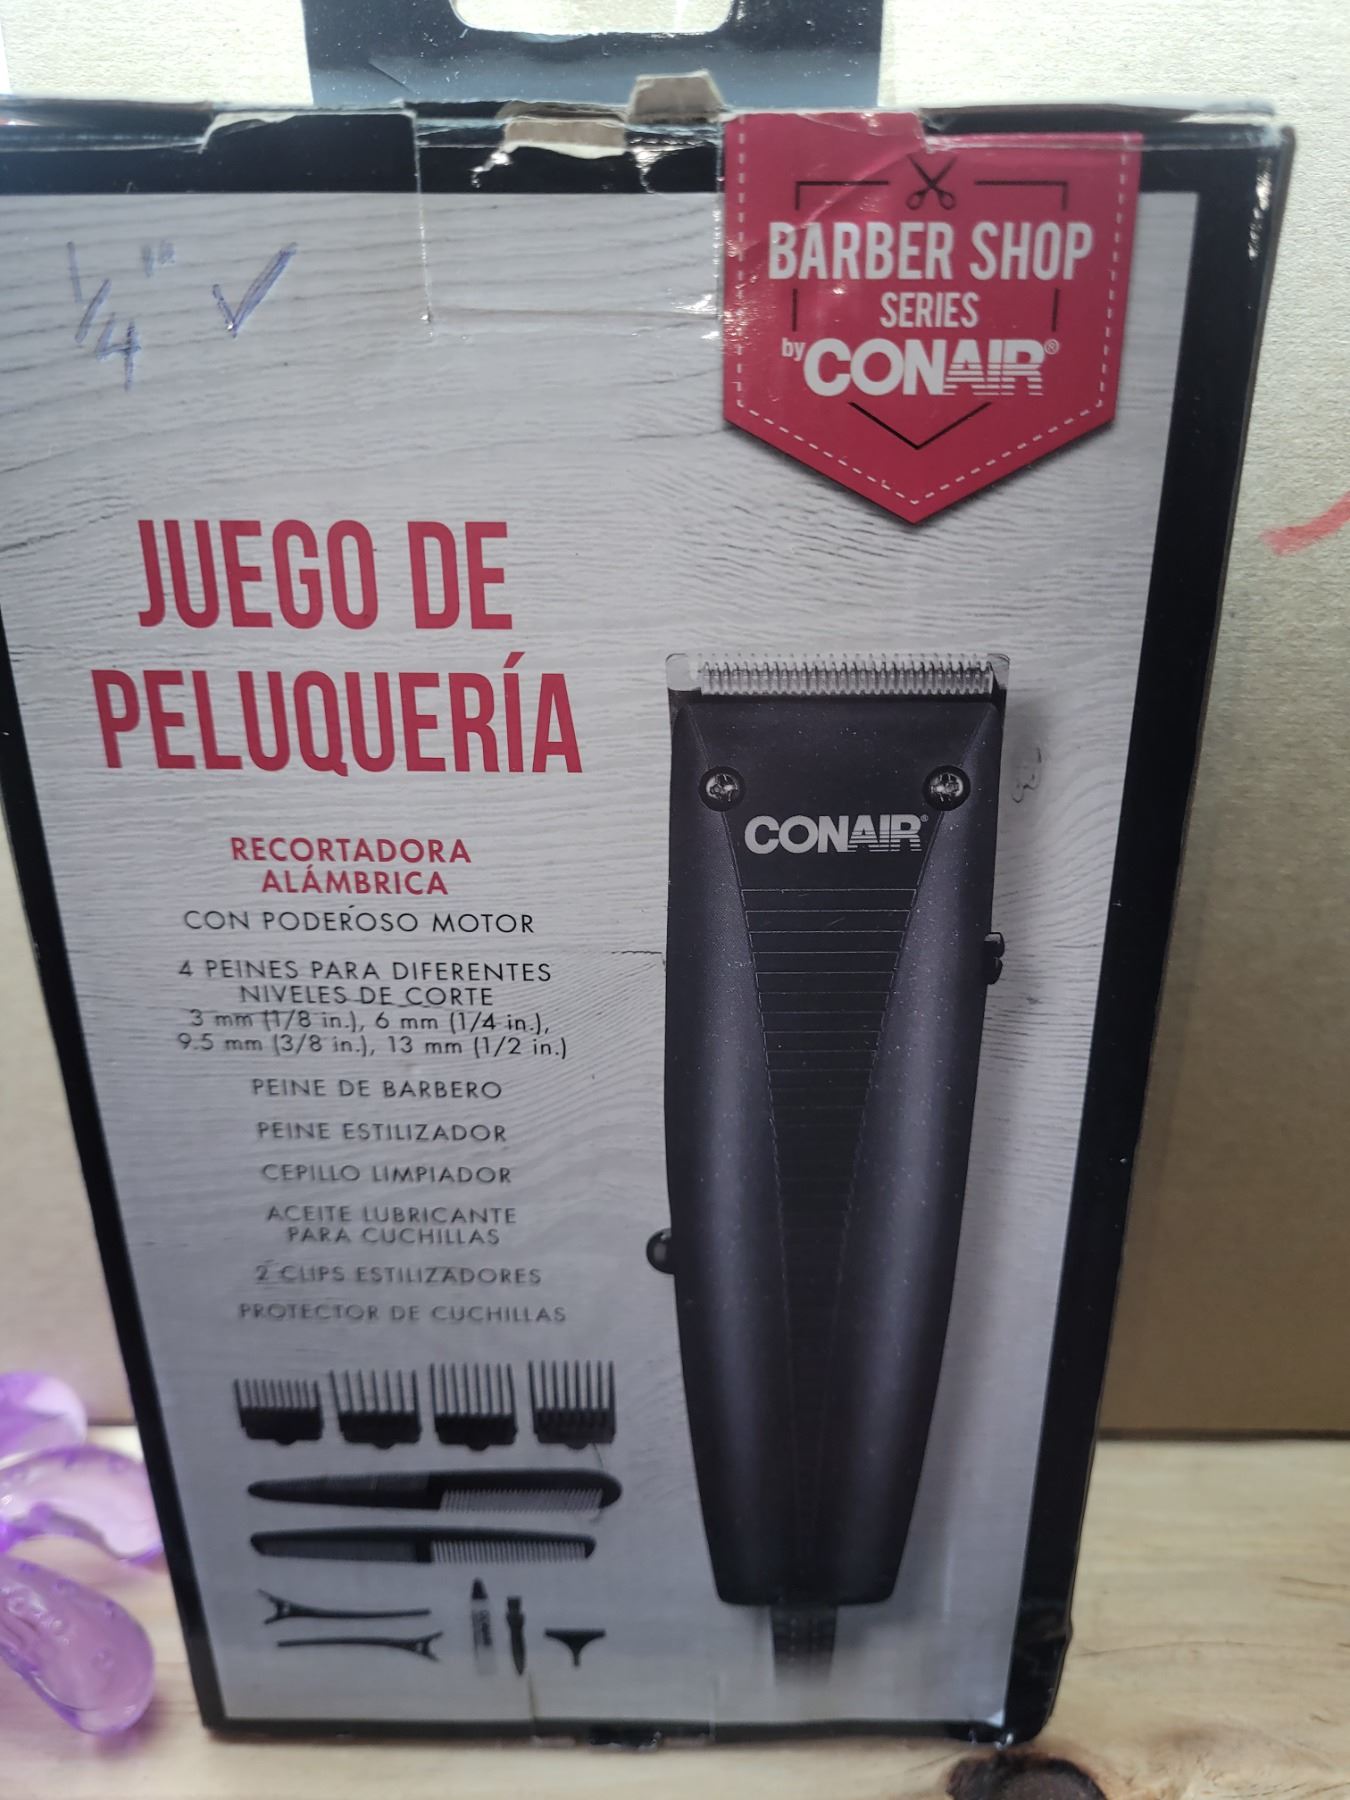 1/4" ✓
BARBER SHOP
SERIES
by CONAIR®
JUEGO DE
PELUQUERÍA
RECORTADORA
ALÁMBRICA
CON PODEROSO MOTOR
4 PEINES PARA DIFERENTES
NIVELES DE CORTE
3 mm (1/8 in.), 6 mm (1/4 in.),
9.5 mm (3/8 in.), 13 mm (1/2 in.)
PEINE DE BARBERO
PEINE ESTILIZADOR
CEPILLO LIMPIADOR
ACEITE LUBRICANTE
PARA CUCHILLAS
2 CLIPS ESTILIZADORES
PROTECTOR DE CUCHILLAS
CONAIR®